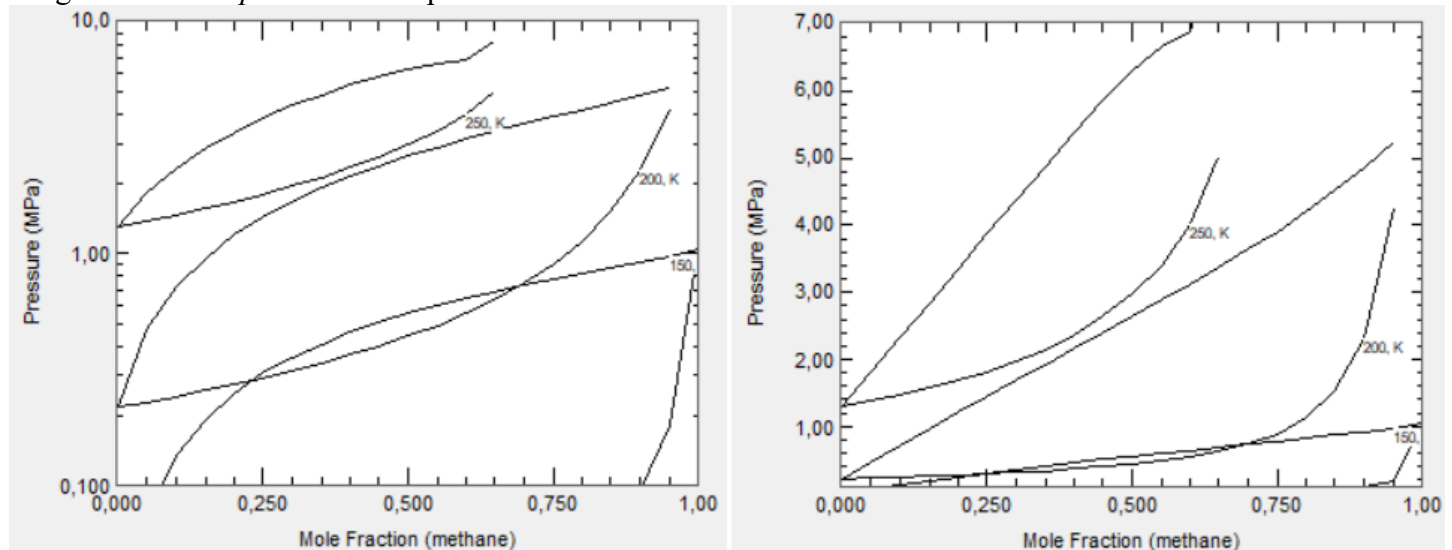 10,0
1,00
0,100
Pressure (MPa)
250, K
200, K
150,
0,000
0,250
0,500
0,750
1,00
Mole Fraction (methane)
7,00
6,00
5,00
4,00
3,00
2,00
1,00
Pressure (MPa)
250, K
200, K
150,
0,000
0,250
0,500
0,750
1,00
Mole Fraction (methane)